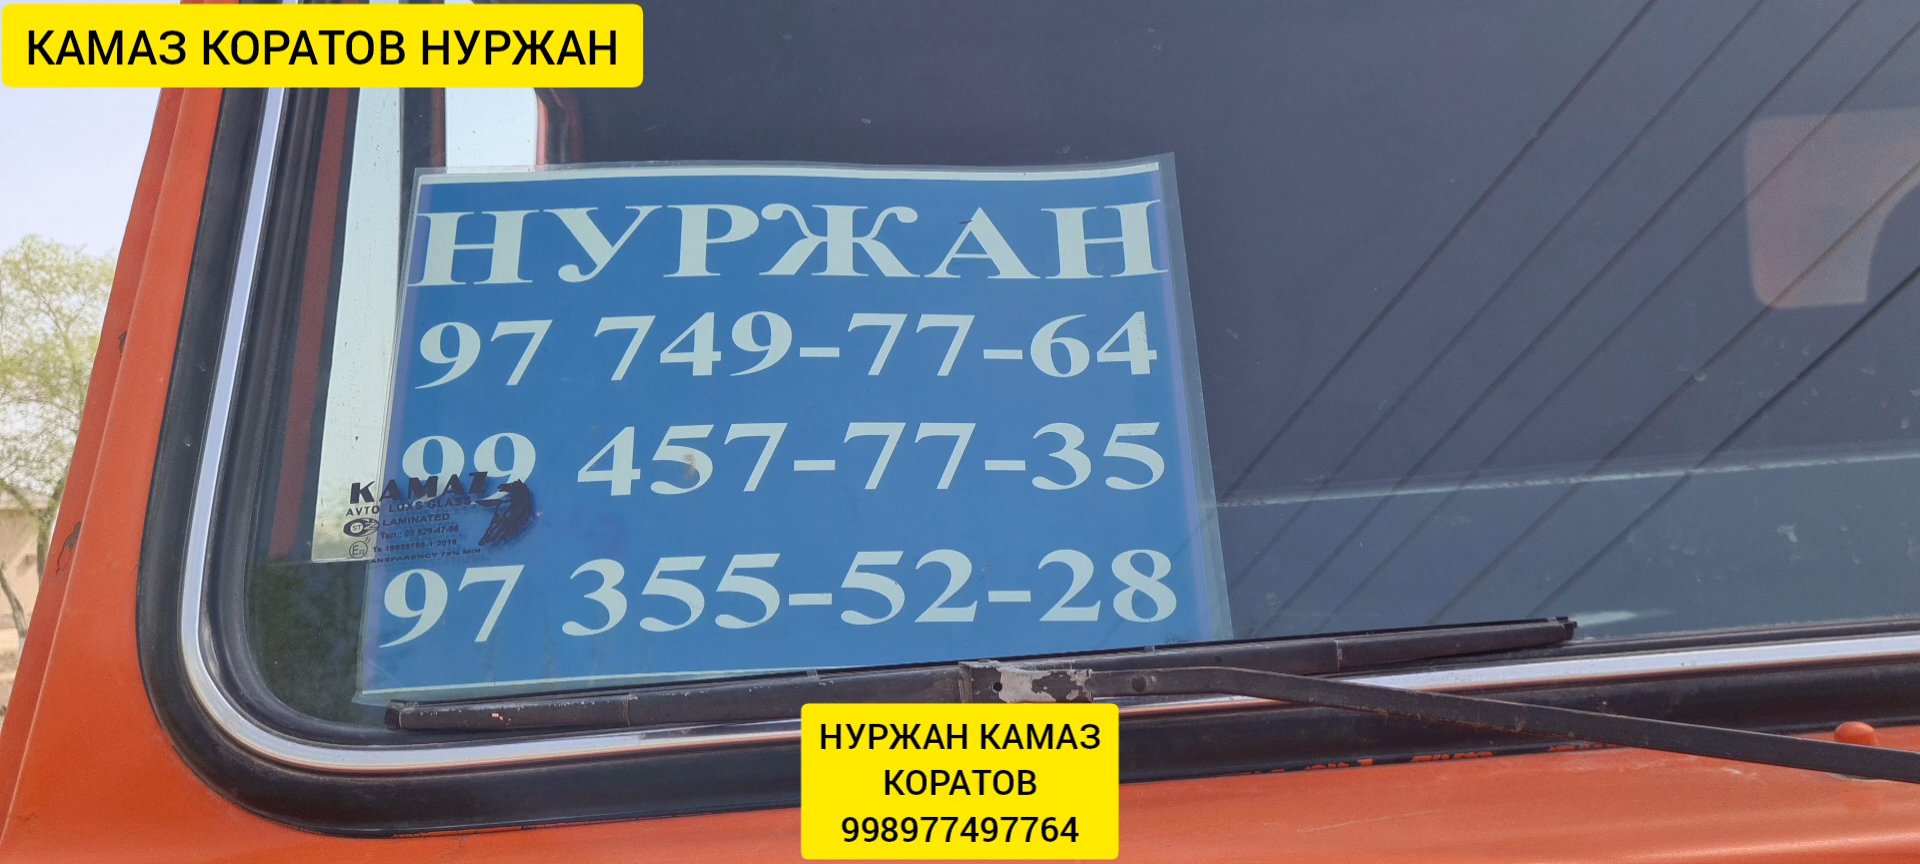 КАМАЗ КОРАТОВ НУРЖАН
НУРЖАН
97 749-77-64
99 457-77-35
KAMAZ
AVTO LUXS GLASS
LAMINATED
97 355-52-28
НУРЖАН КАМАЗ
КОРАТОВ
998977497764